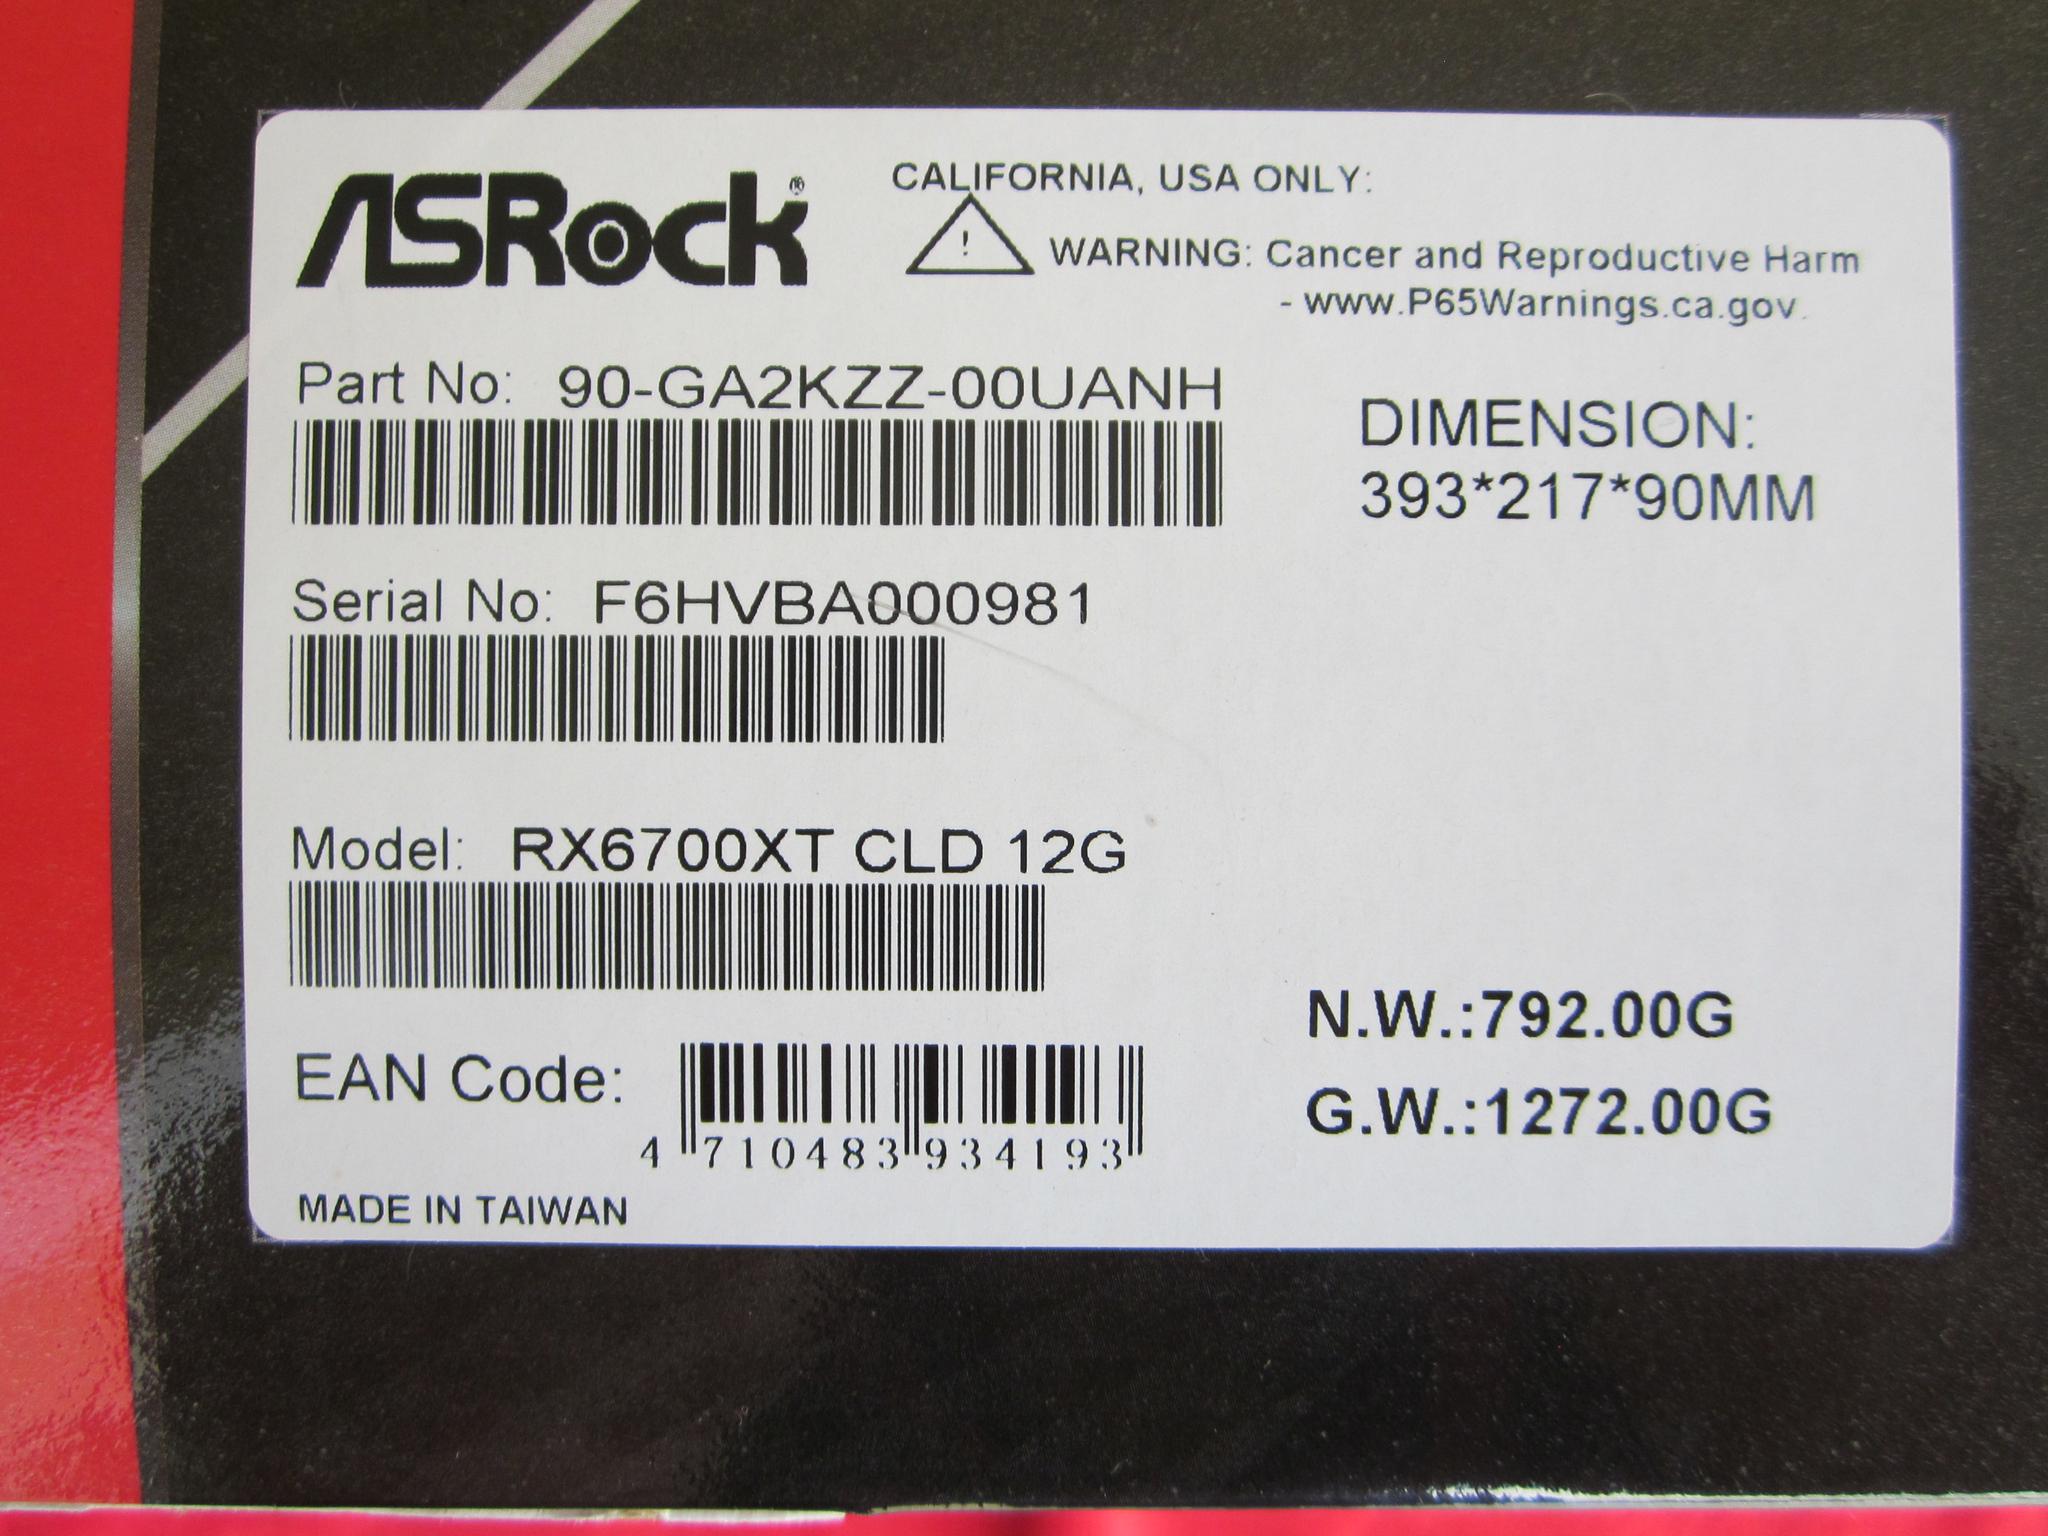 ASRock®
CALIFORNIA, USA ONLY:
! WARNING: Cancer and Reproductive Harm
- www.P65Warnings.ca.gov.
Part No: 90-GA2KZZ-00UANH
DIMENSION:
393*217*90MM
Serial No: F6HVBA000981
Model: RX6700XT CLD 12G
N.W.:792.00G
G.W.:1272.00G
EAN Code:
4 710483 934193
MADE IN TAIWAN